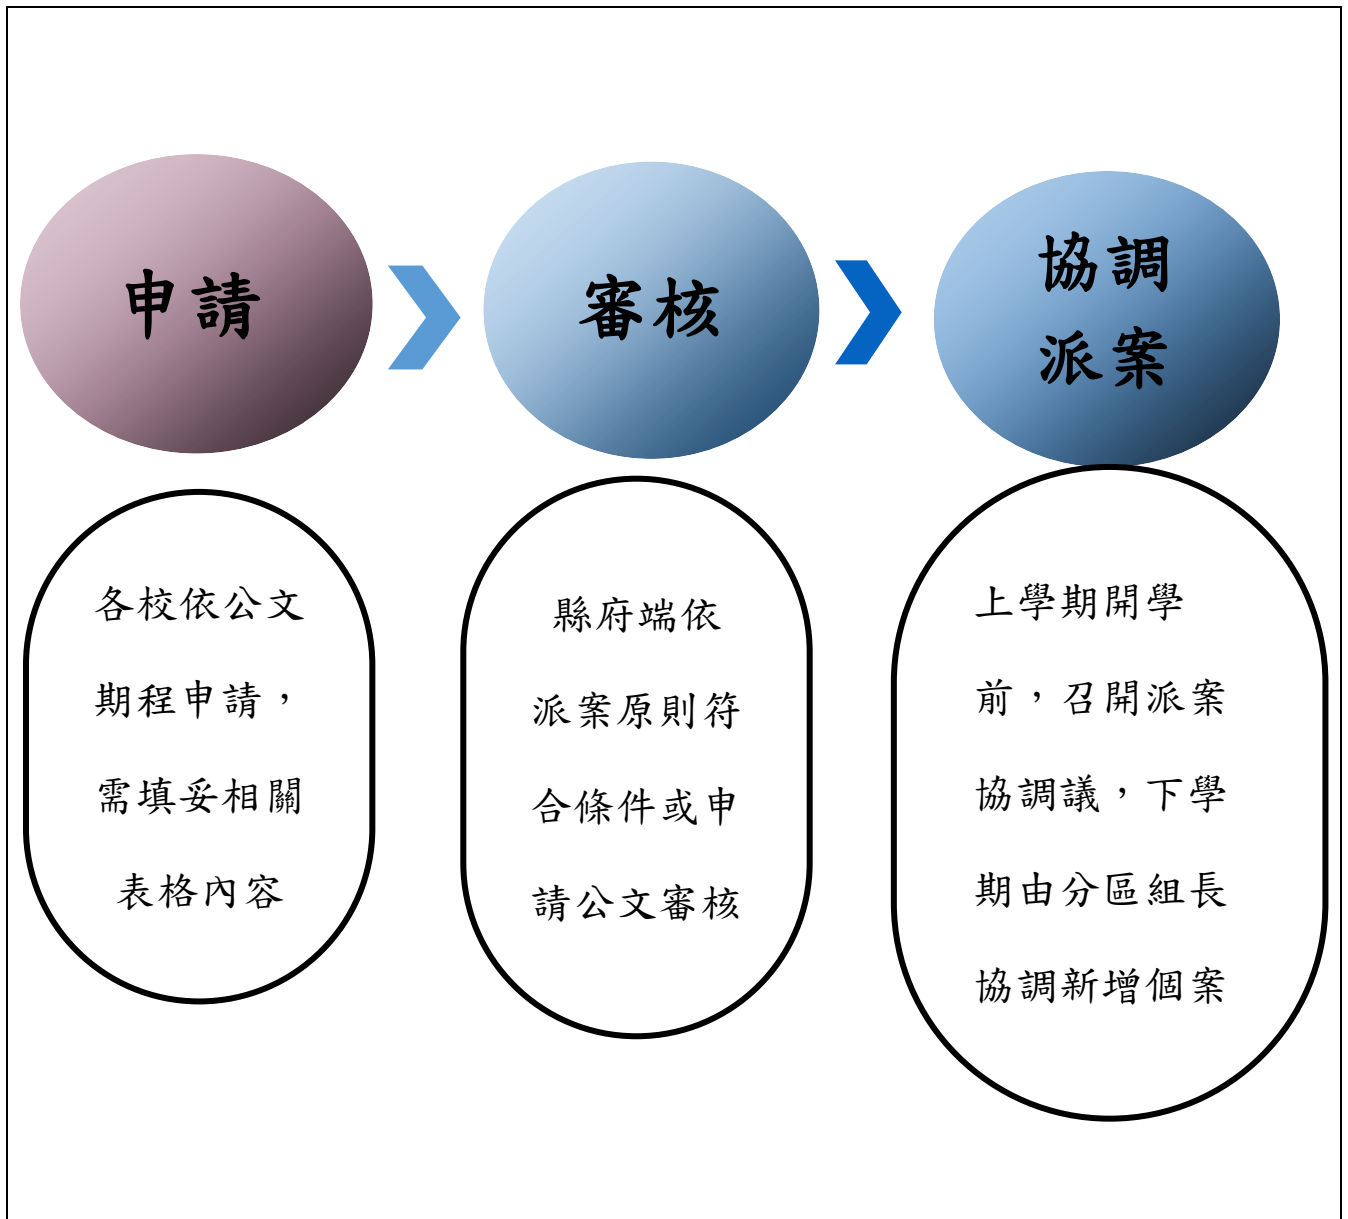 申請
審核
協調
派案
各校依公文
期程申請，
需填妥相關
表格內容
縣府端依
派案原則符
合條件或申
請公文審核
上學期開學
前，召開派案
協調議，下學
期由分區組長
協調新增個案